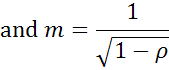 and m = 1/√(1 − ρ)